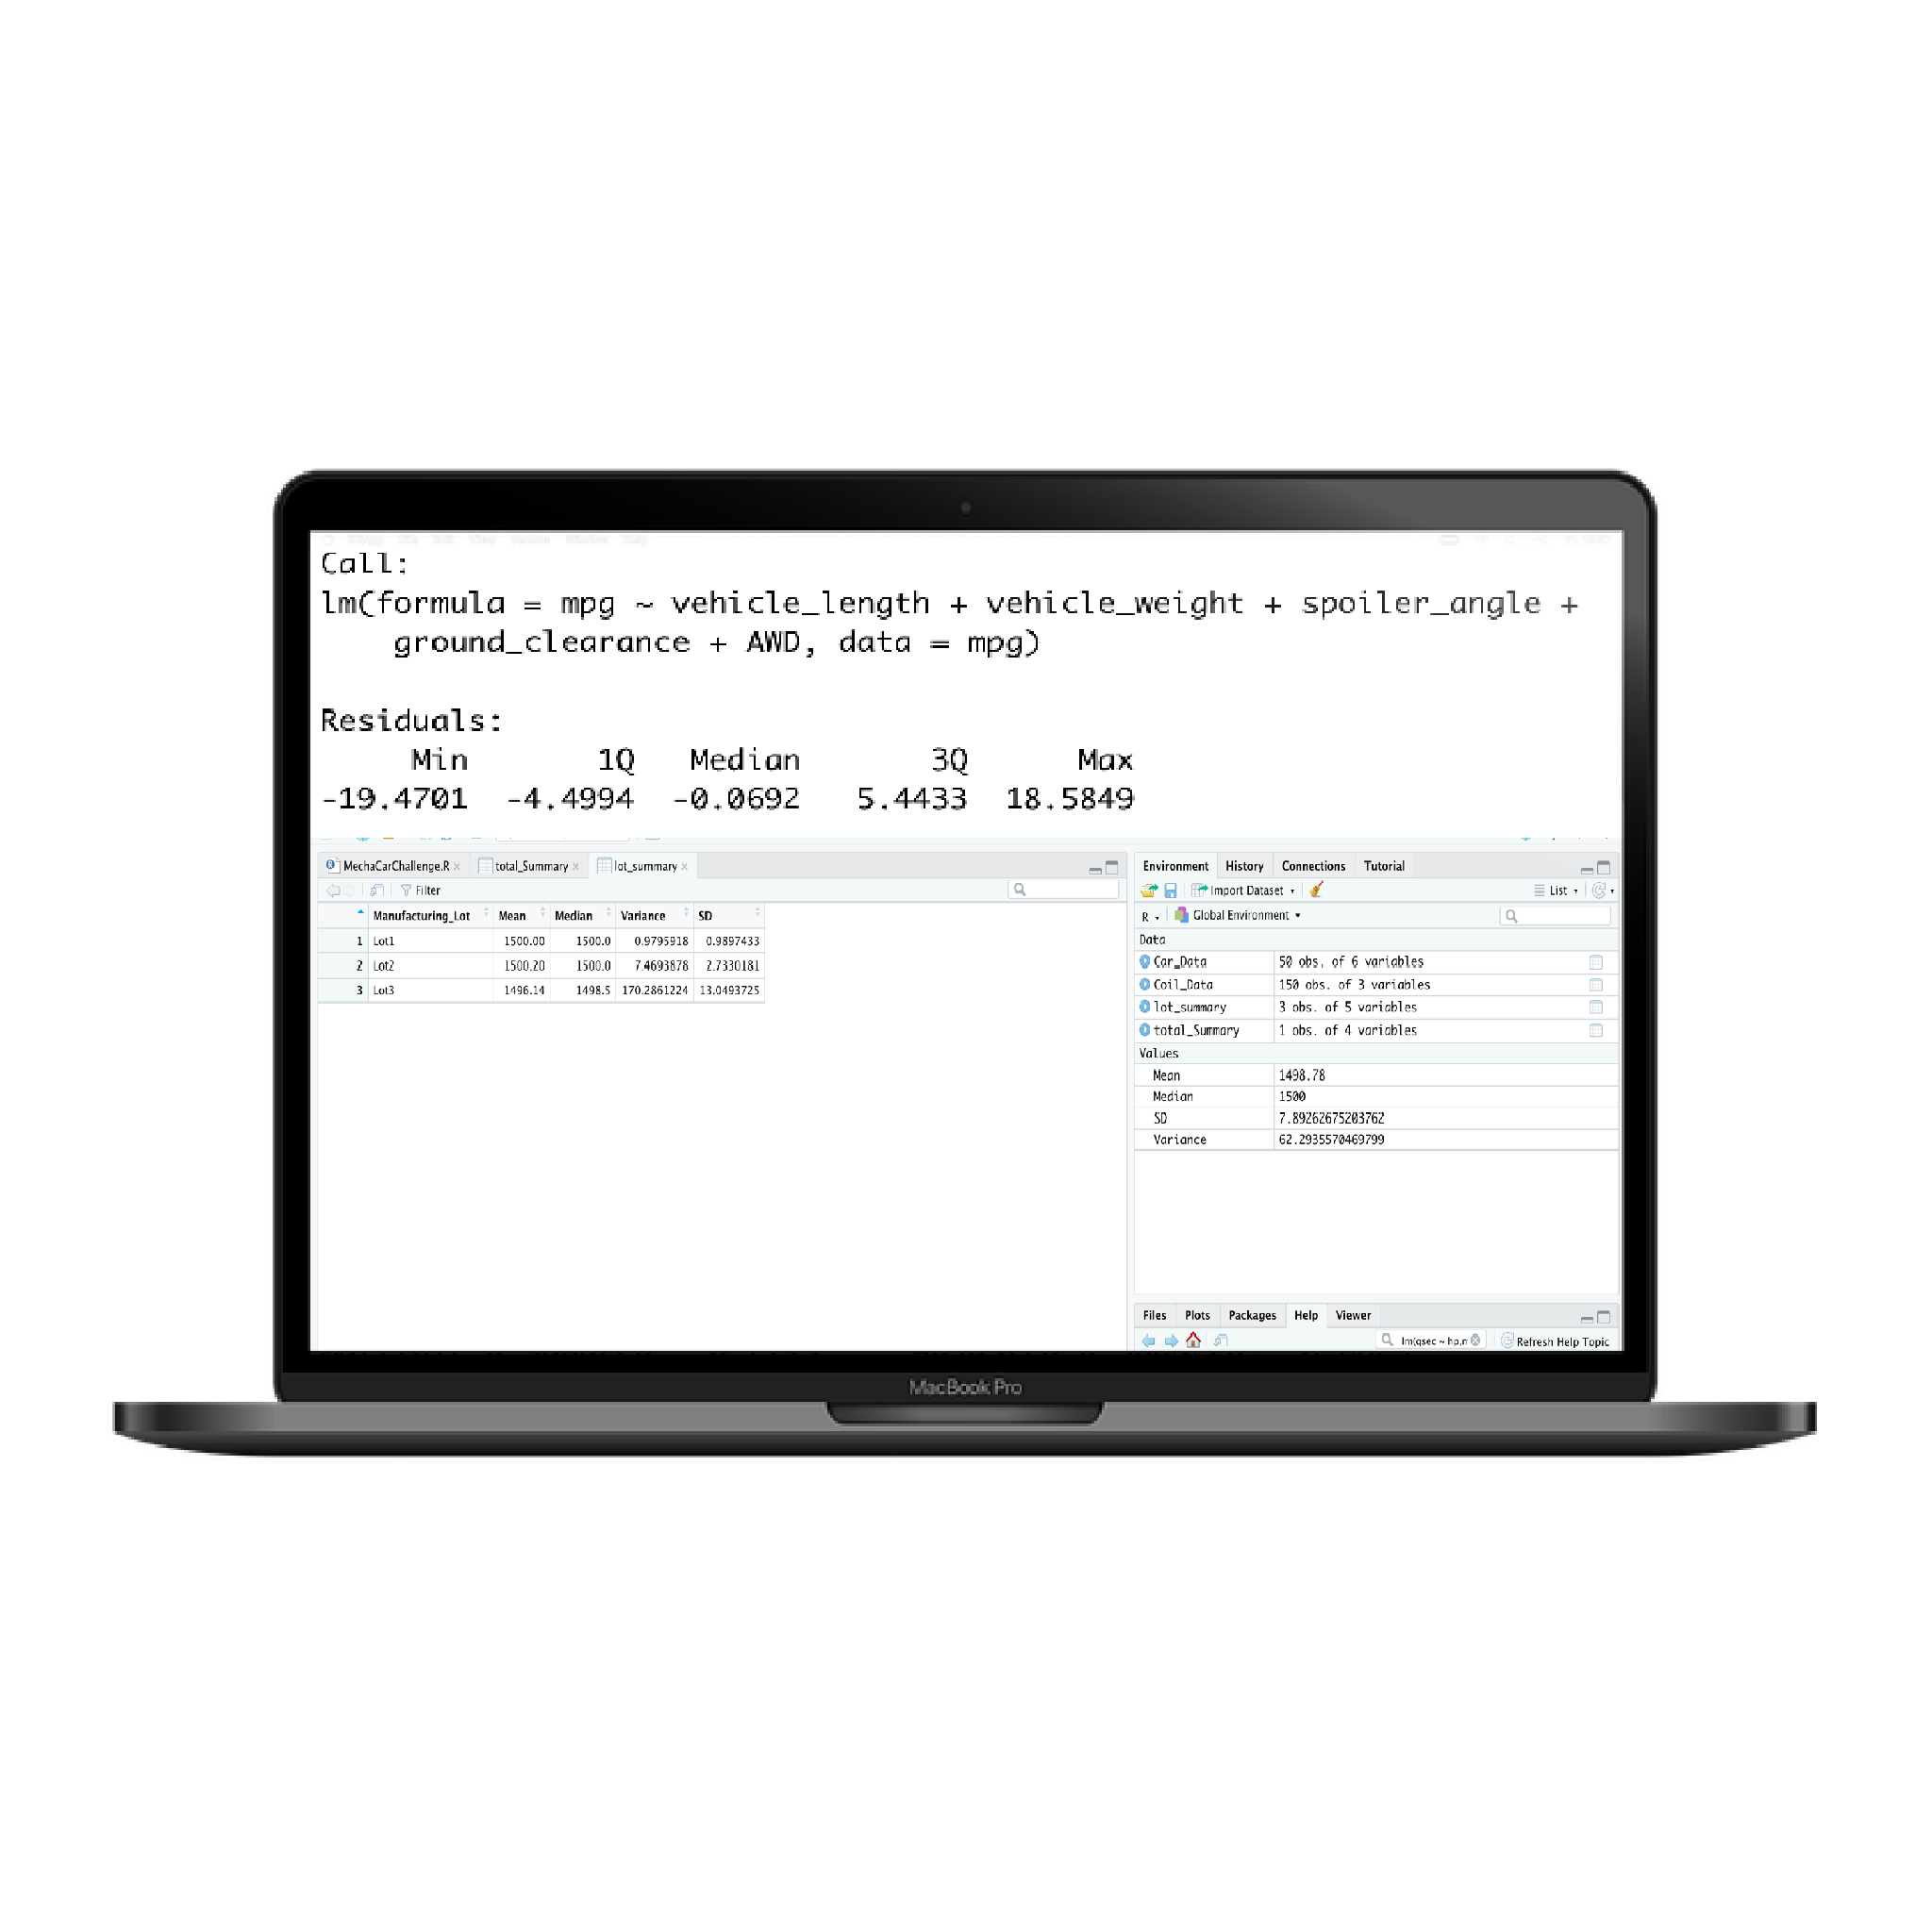 Call:
lm(formula = mpg ~ vehicle_length + vehicle_weight + spoiler_angle +
ground_clearance + AWD, data = mpg)
Residuals:
Min 1Q Median 3Q Max
-19.4701 -4.4994 -0.0692 5.4433 18.5849
MechaCarChallenge.R total_Summary lot_summary
Filter
Manufacturing_Lot Mean Median Variance SD
1 Lot1 1500.00 1500.0 0.9795918 0.9897433
2 Lot2 1500.20 1500.0 7.4693878 2.7330181
3 Lot3 1496.14 1498.5 170.2861224 13.0493725
Environment History Connections Tutorial
Import Dataset List
R Global Environment
Data
Car_Data 50 obs. of 6 variables
Coil_Data 150 obs. of 3 variables
lot_summary 3 obs. of 5 variables
total_Summary 1 obs. of 4 variables
Values
Mean 1498.78
Median 1500
SD 7.89262675203762
Variance 62.2935570469799
Files Plots Packages Help Viewer
lm(qsec ~ hp,n Refresh Help Topic
MacBook Pro